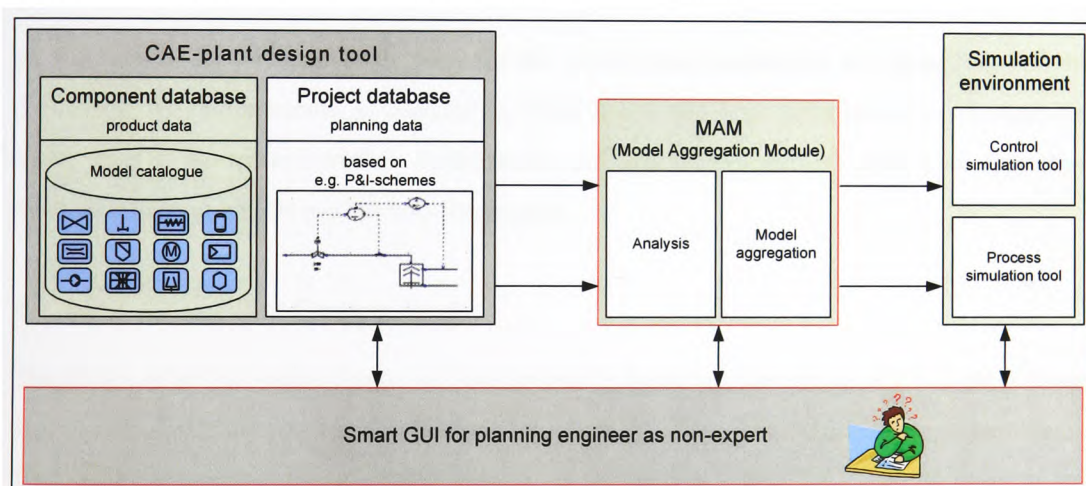 CAE-plant design tool
Component database
product data
Model catalogue
M
Project database
planning data
based on
e.g. P&I-schemes
MAM
(Model Aggregation Module)
Analysis
Model
aggregation
Simulation
environment
Control
simulation tool
Process
simulation tool
Smart GUI for planning engineer as non-expert
? ? ? ? ? ? ?